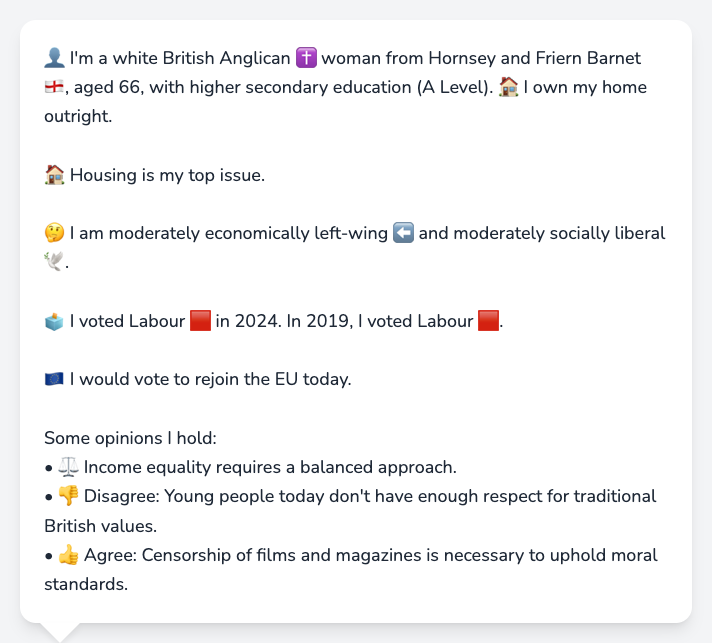 👤 I'm a white British Anglican ✝️ woman from Hornsey and Friern Barnet
🏴󠁧󠁢󠁥󠁮󠁧󠁿, aged 66, with higher secondary education (A Level). 🏠 I own my home
outright.
🏠 Housing is my top issue.
🤔 I am moderately economically left-wing ⬅️ and moderately socially liberal
🕊️.
🗳️ I voted Labour 🟥 in 2024. In 2019, I voted Labour 🟥.
🇪🇺 I would vote to rejoin the EU today.
Some opinions I hold:
• ⚖️ Income equality requires a balanced approach.
• 👎 Disagree: Young people today don't have enough respect for traditional
British values.
• 👍 Agree: Censorship of films and magazines is necessary to uphold moral
standards.